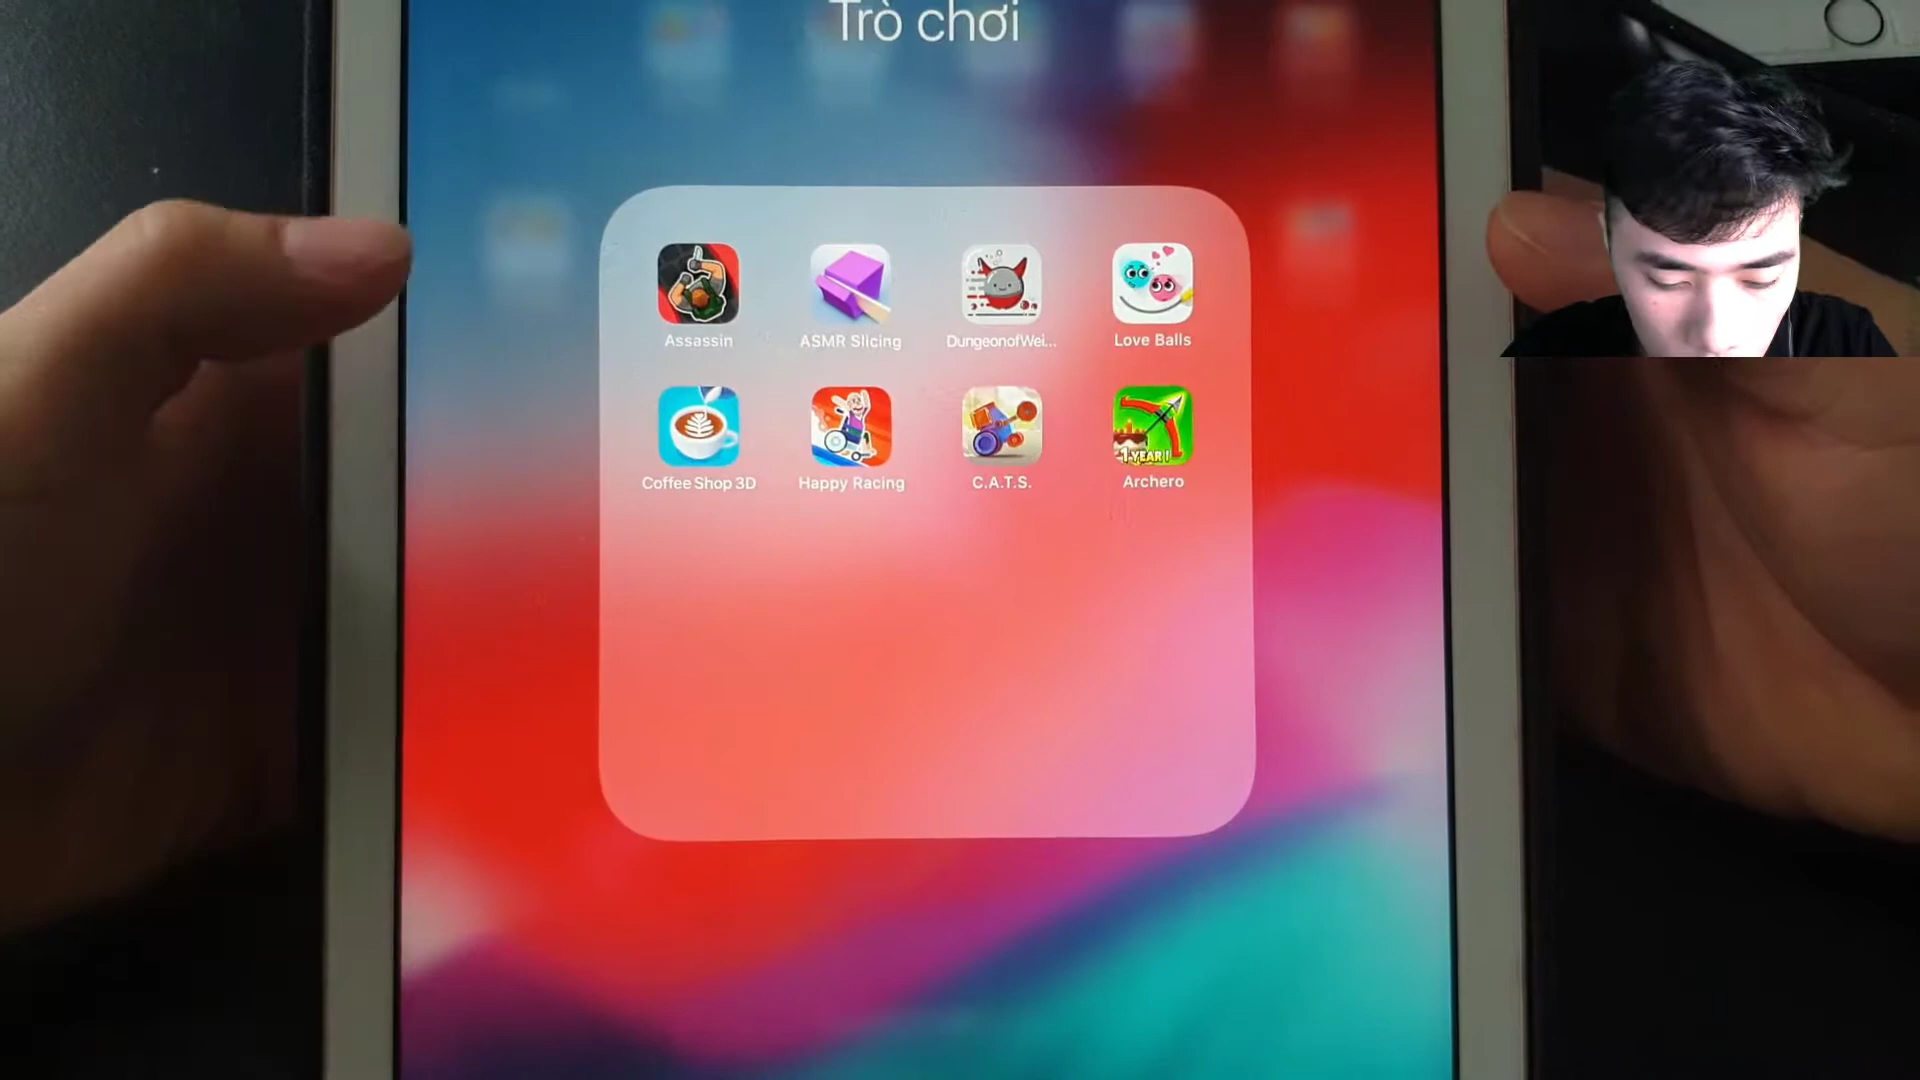 Trò chơi
Assassin
ASMR Slicing
DungeonofWei...
Love Balls
Coffee Shop 3D
Happy Racing
C.A.T.S.
1 YEAR!
Archero